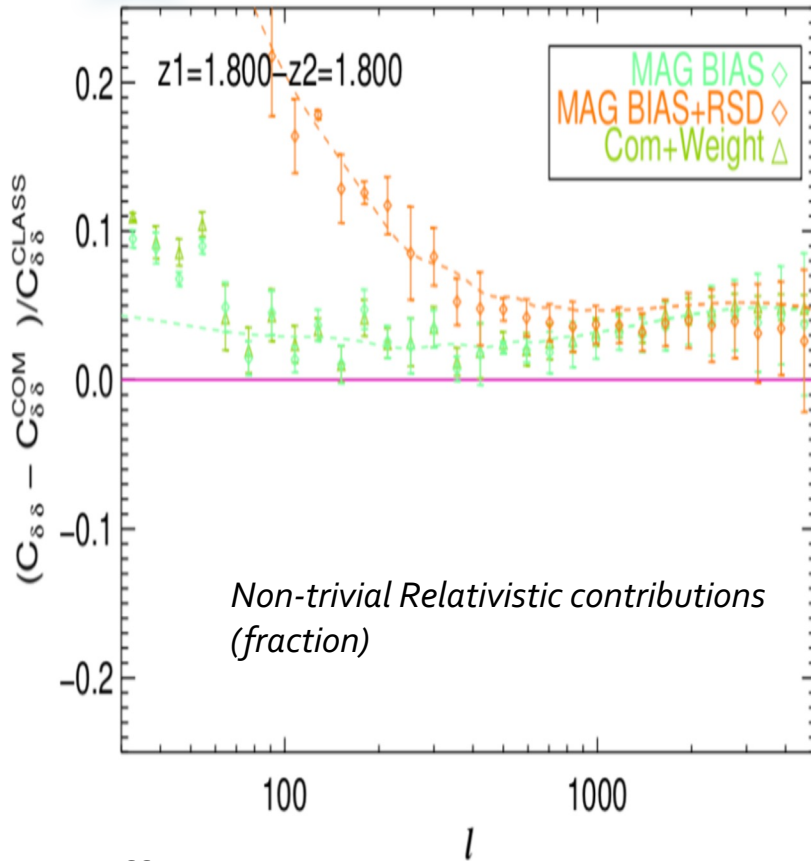 0.2
z1=1.800–z2=1.800
MAG BIAS
MAG BIAS+RSD
Com+Weight
0.1
0.0
−0.1
−0.2
(C_δδ − C_δδ^COM )/C_δδ^CLASS
Non-trivial Relativistic contributions
(fraction)
100
1000
l